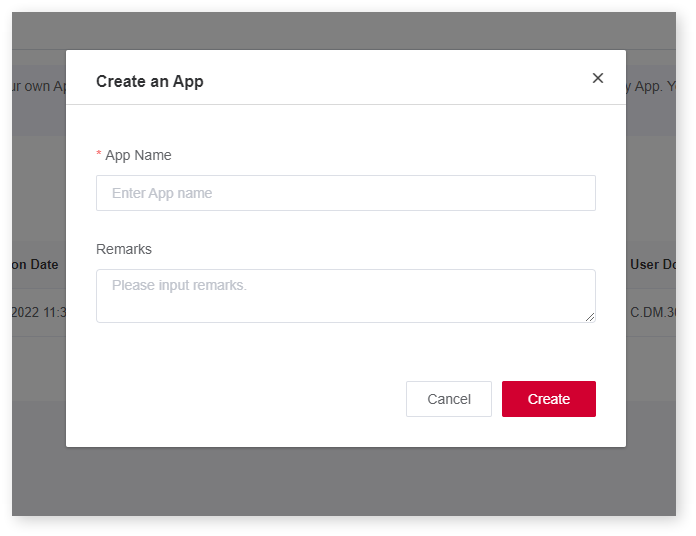 Create an App
ur own Ap
y App. Y
* App Name
Enter App name
Remarks
on Date
User Do
Please input remarks.
2022 11:3
C.DM.30
Cancel
Create